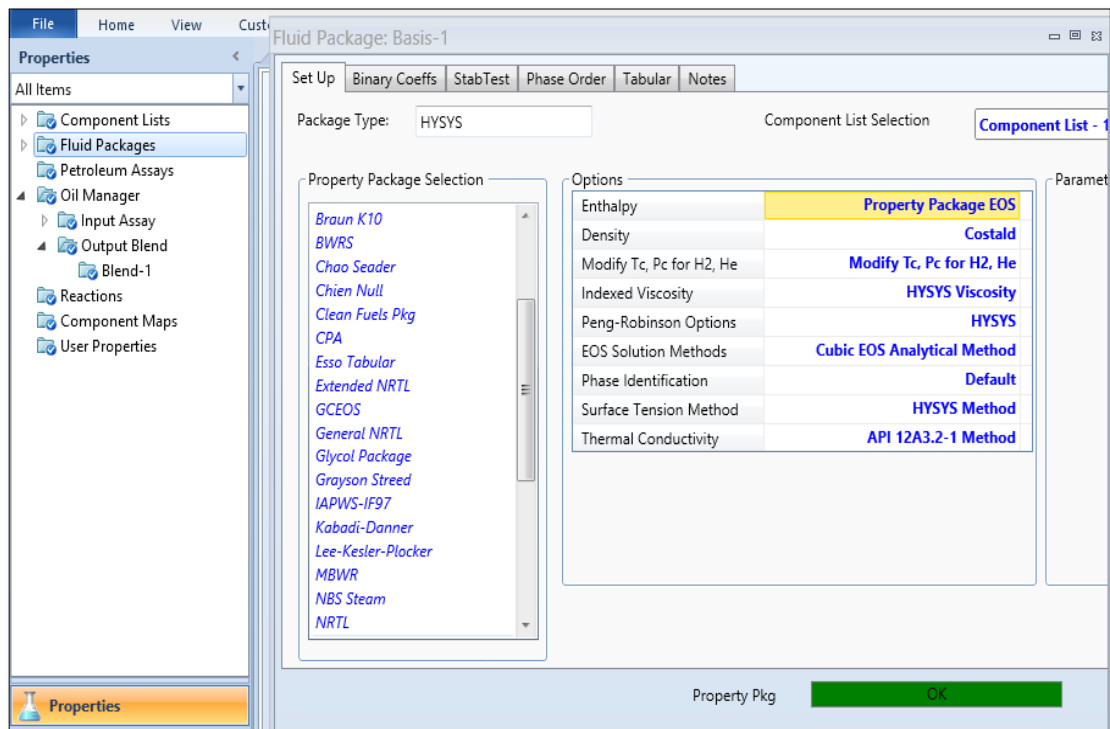 File Home View Cust
Fluid Package: Basis-1
Properties
All Items
Component Lists
Fluid Packages
Petroleum Assays
Oil Manager
Input Assay
Output Blend
Blend-1
Reactions
Component Maps
User Properties
Properties
Set Up Binary Coeffs StabTest Phase Order Tabular Notes
Package Type: HYSYS Component List Selection Component List - 1
Property Package Selection
Braun K10
BWRS
Chao Seader
Chien Null
Clean Fuels Pkg
CPA
Esso Tabular
Extended NRTL
GCEOS
General NRTL
Glycol Package
Grayson Streed
IAPWS-IF97
Kabadi-Danner
Lee-Kesler-Plocker
MBWR
NBS Steam
NRTL
Options
Enthalpy Property Package EOS
Density Costald
Modify Tc, Pc for H2, He Modify Tc, Pc for H2, He
Indexed Viscosity HYSYS Viscosity
Peng-Robinson Options HYSYS
EOS Solution Methods Cubic EOS Analytical Method
Phase Identification Default
Surface Tension Method HYSYS Method
Thermal Conductivity API 12A3.2-1 Method
Paramet
Property Pkg OK